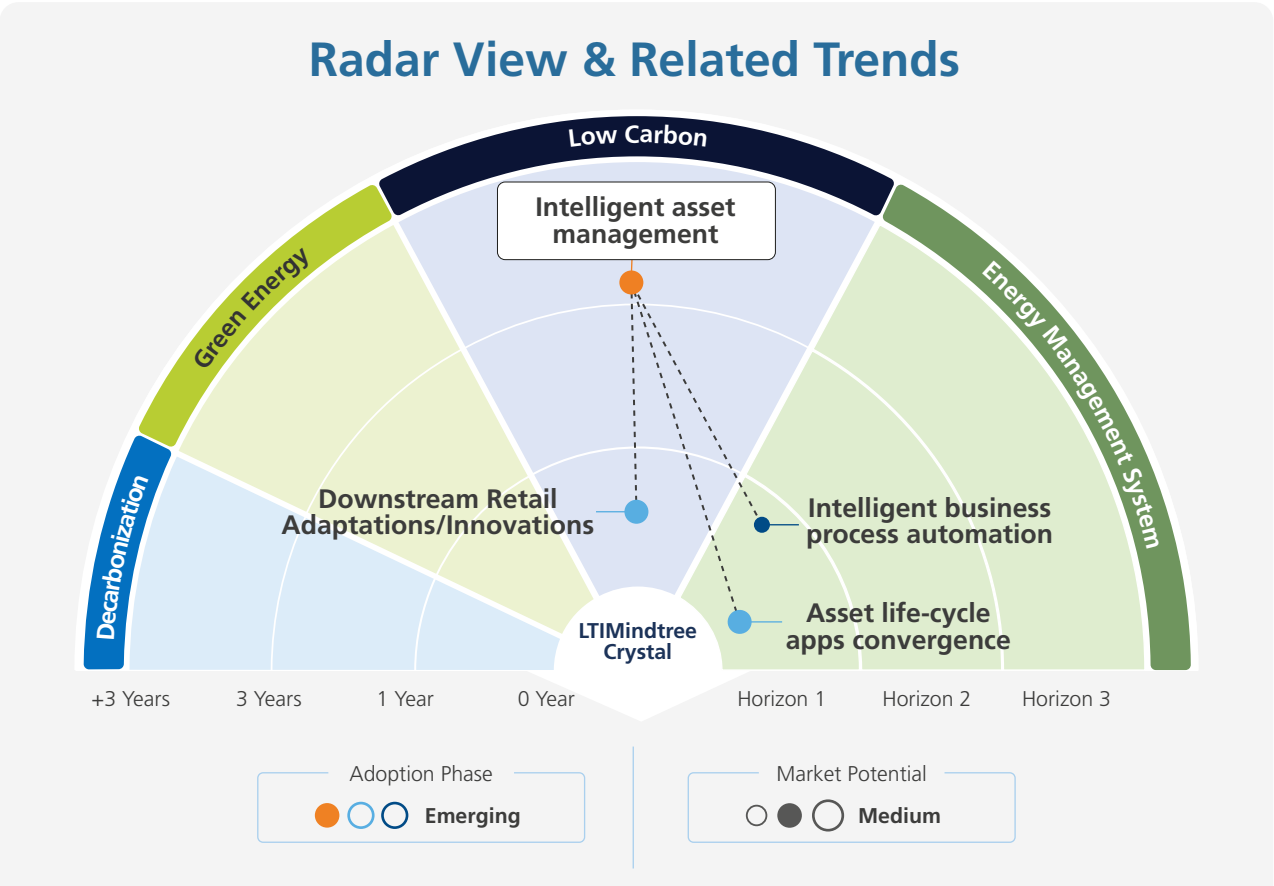 Radar View & Related Trends
Low Carbon
Intelligent asset
management
Green Energy
Energy Management System
Decarbonization
Downstream Retail
Adaptations/Innovations
Intelligent business
process automation
Asset life-cycle
apps convergence
LTIMindtree
Crystal
+3 Years
3 Years
1 Year
0 Year
Horizon 1
Horizon 2
Horizon 3
Adoption Phase
Emerging
Market Potential
Medium